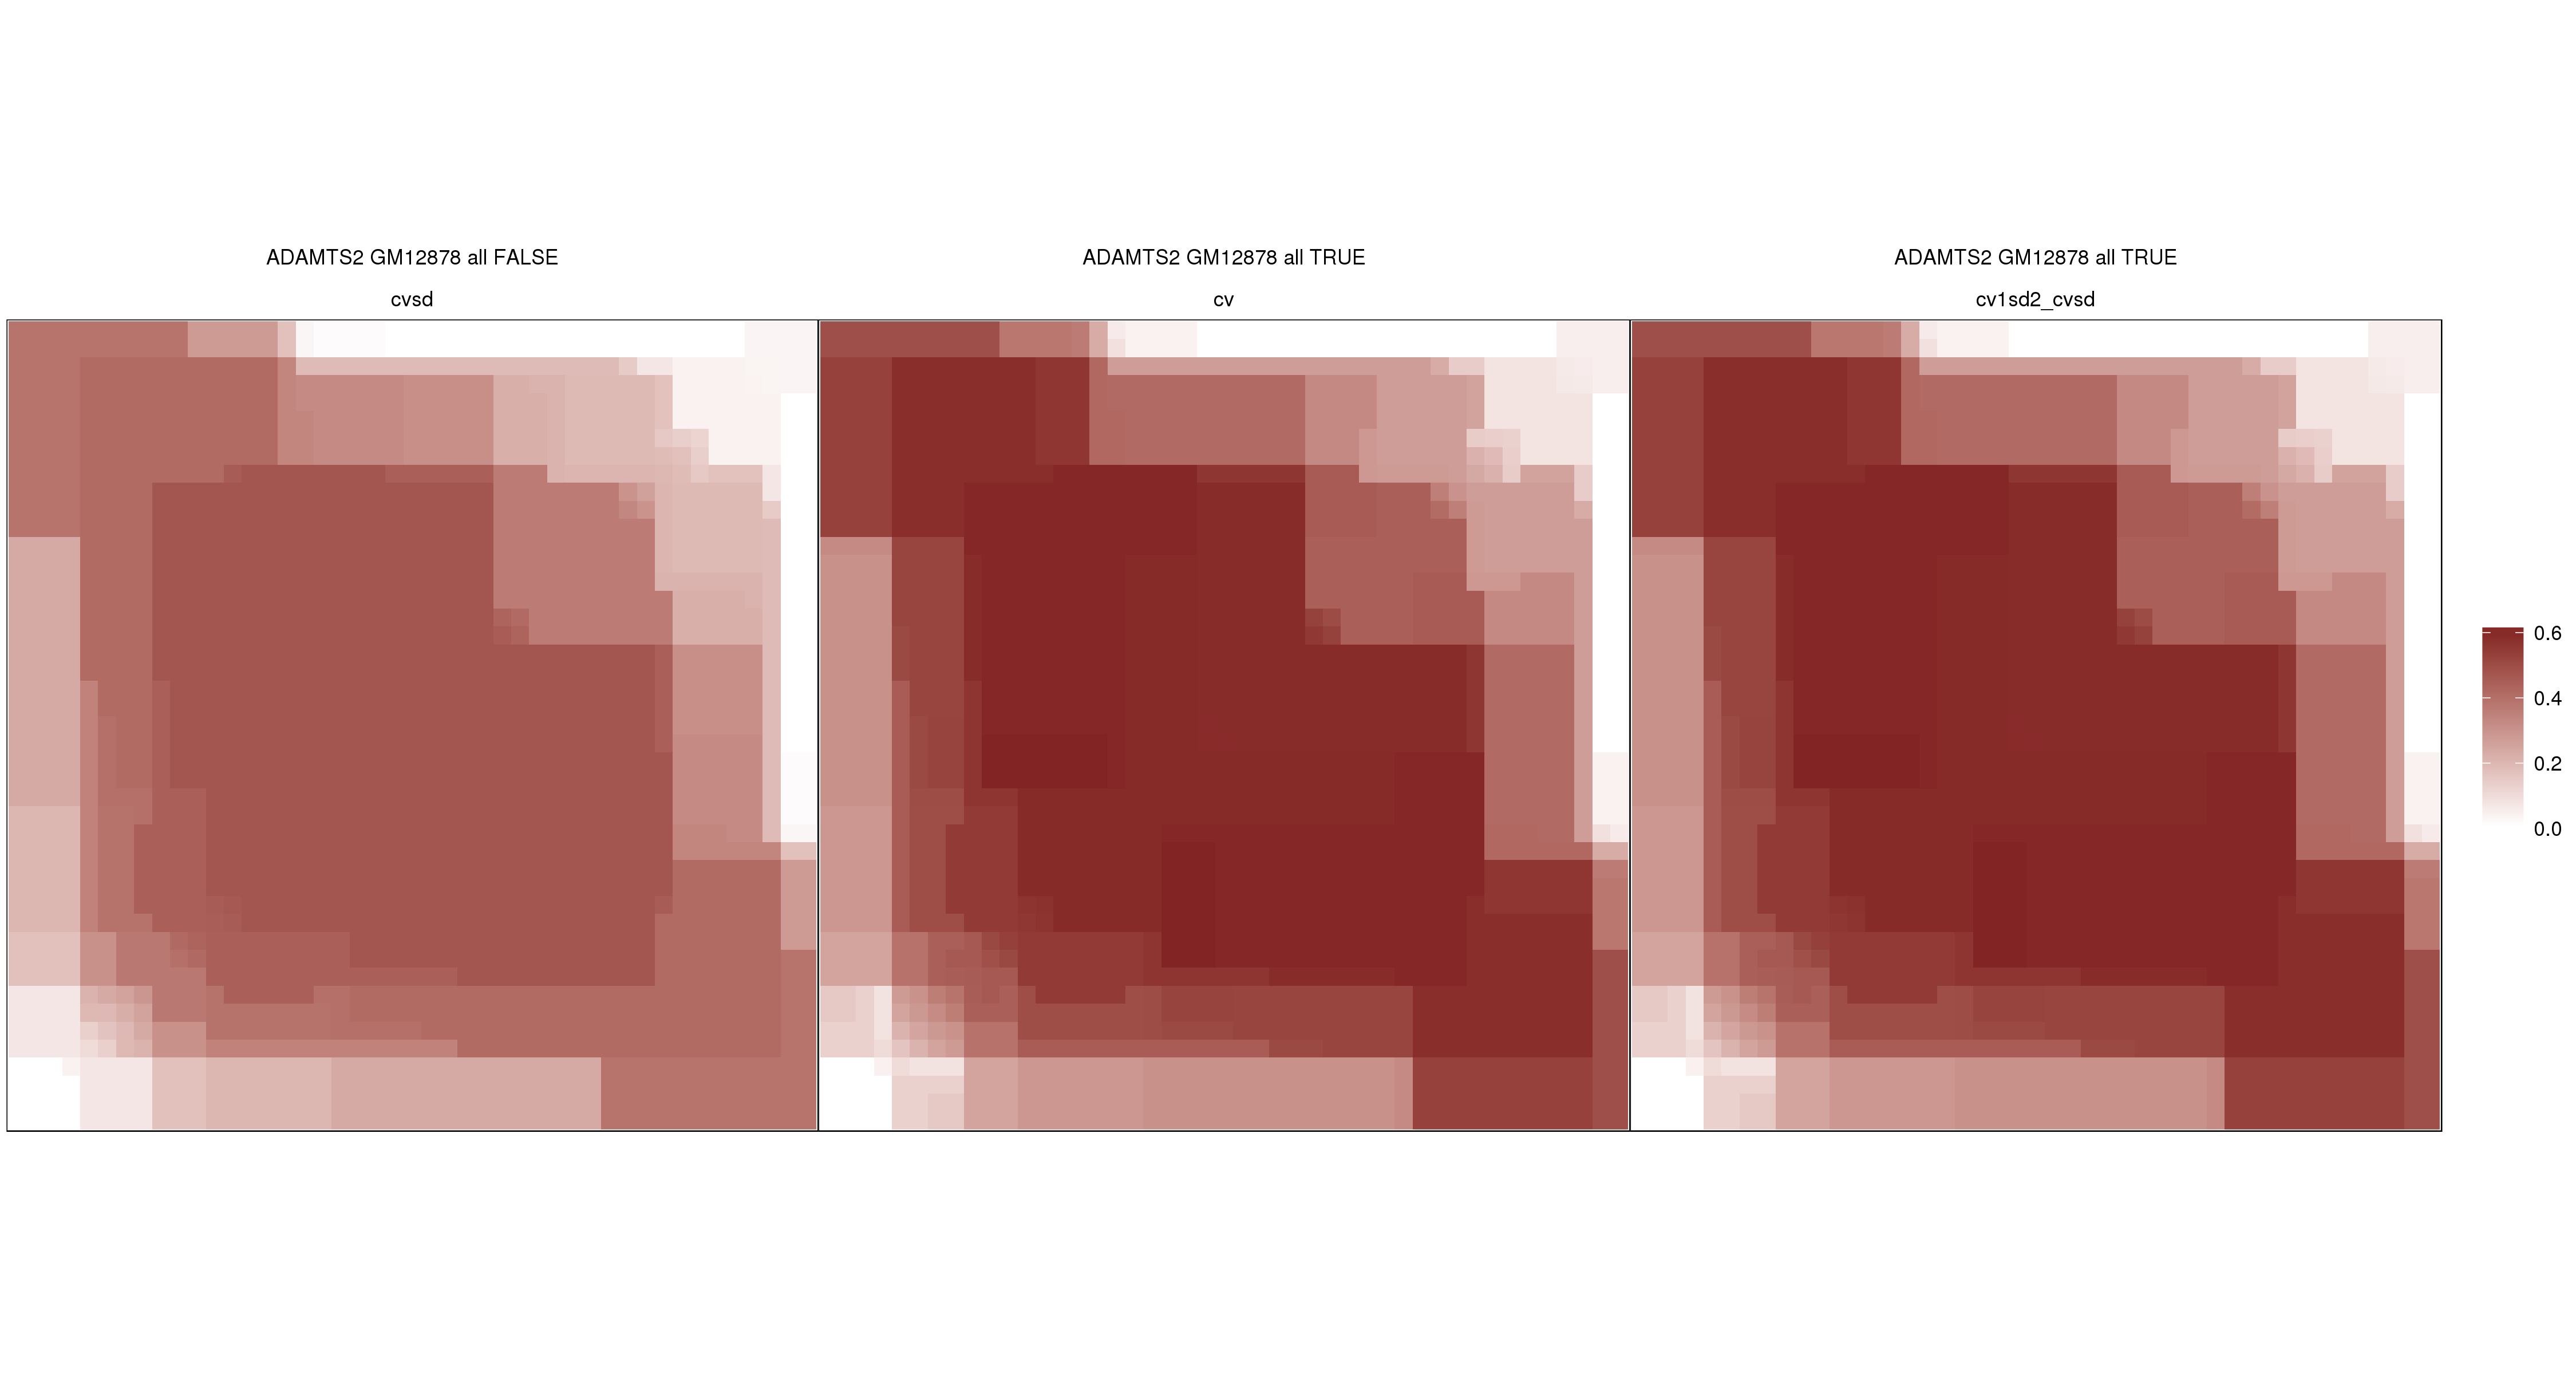 ADAMTS2 GM12878 all FALSE
cvsd
ADAMTS2 GM12878 all TRUE
cv
ADAMTS2 GM12878 all TRUE
cv1sd2_cvsd
0.6
0.4
0.2
0.0